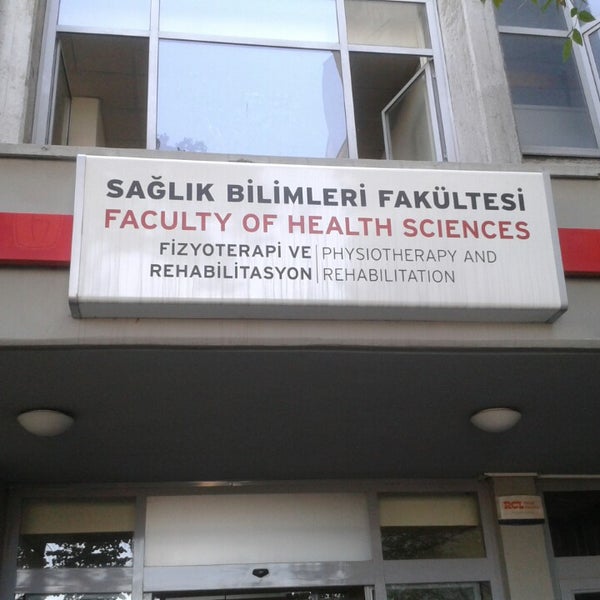 SAĞLIK BİLİMLERİ FAKÜLTESİ
FACULTY OF HEALTH SCIENCES
FİZYOTERAPİ VE
REHABİLİTASYON
PHYSIOTHERAPY AND
REHABILITATION